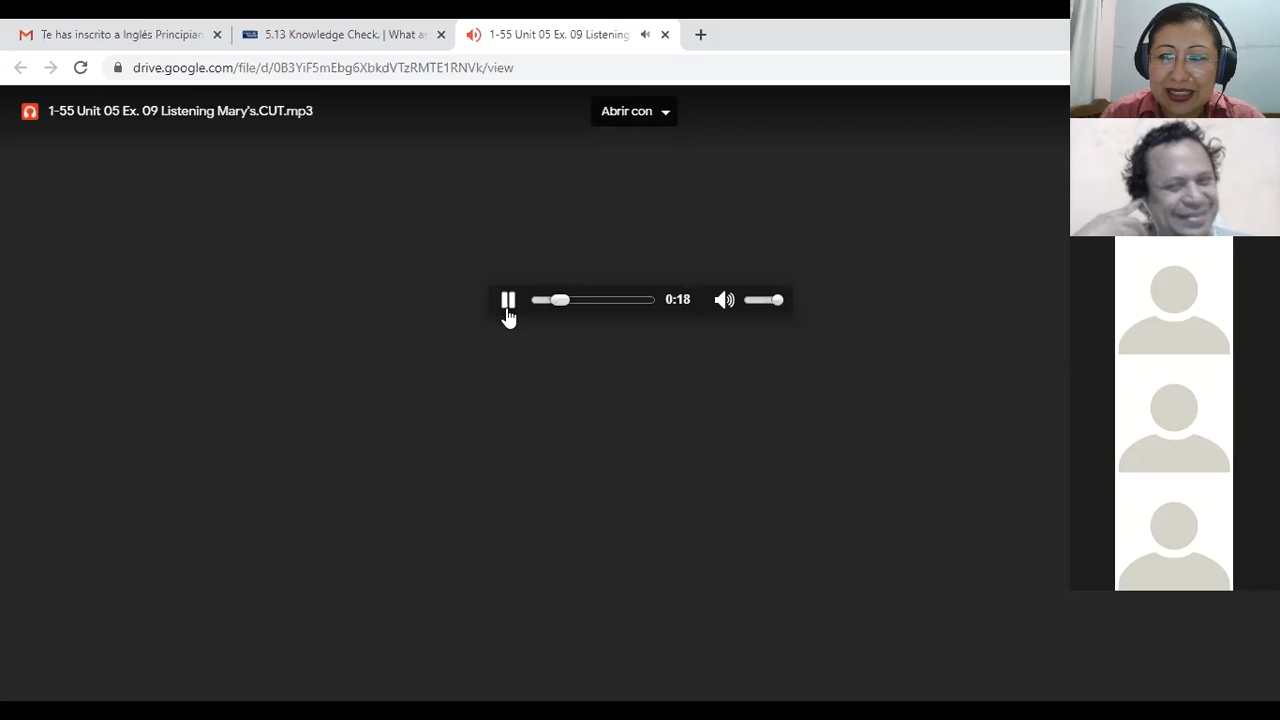 Te has inscrito a Inglés Principian
5.13 Knowledge Check. | What a
1-55 Unit 05 Ex. 09 Listening
drive.google.com/file/d/0B3YiF5mEbg6XbkdVTzRMTE1RNVk/view
1-55 Unit 05 Ex. 09 Listening Mary's.CUT.mp3
Abrir con
0:18